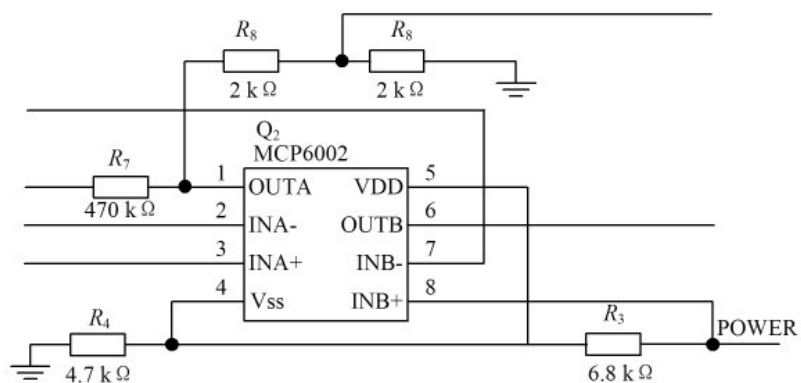 R8
R8
2 kΩ
2 kΩ
Q2
MCP6002
R7
470 kΩ
1
OUTA
VDD
5
2
INA-
OUTB
6
3
INA+
INB-
7
4
Vss
INB+
8
R4
4.7 kΩ
R3
6.8 kΩ
POWER